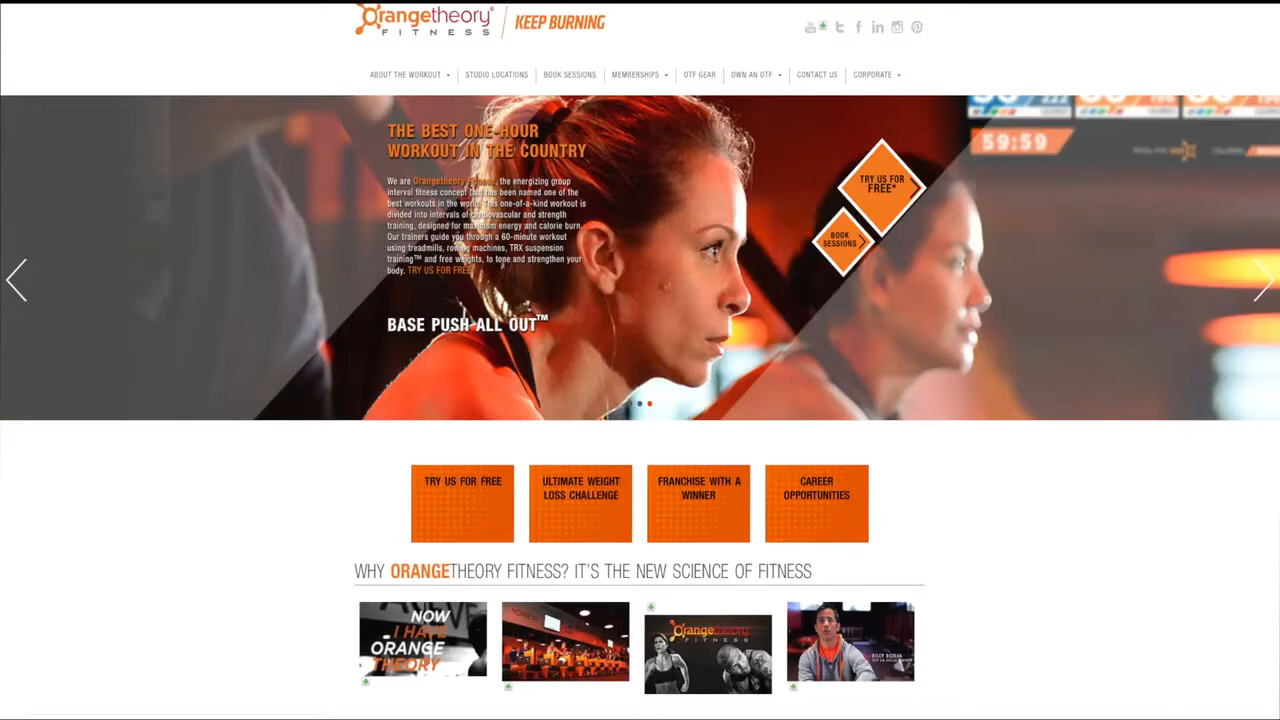 Orangetheory®
FITNESS
KEEP BURNING
ABOUT THE WORKOUT
STUDIO LOCATIONS
BOOK SESSIONS
MEMBERSHIPS
OTF GEAR
OWN AN OTF
CONTACT US
CORPORATE
THE BEST ONE-HOUR
WORKOUT IN THE COUNTRY
We are Orangetheory Fitness, the energizing group
interval fitness concept that has been named one of the
best workouts in the world. This one-of-a-kind workout is
divided into intervals of cardiovascular and strength
training, designed for maximum energy and calorie burn.
Our trainers guide you through a 60-minute workout
using treadmills, rowing machines, TRX suspension
training™ and free weights, to tone and strengthen your
body. TRY US FOR FREE
BASE PUSH ALL OUT™
59:59
TRY US FOR
FREE*
BOOK
SESSIONS
TRY US FOR FREE
ULTIMATE WEIGHT
LOSS CHALLENGE
FRANCHISE WITH A
WINNER
CAREER
OPPORTUNITIES
WHY ORANGETHEORY FITNESS? IT'S THE NEW SCIENCE OF FITNESS
NOW
I HAVE
ORANGE
THEORY
Orangetheory
FITNESS
BILLY BORJA